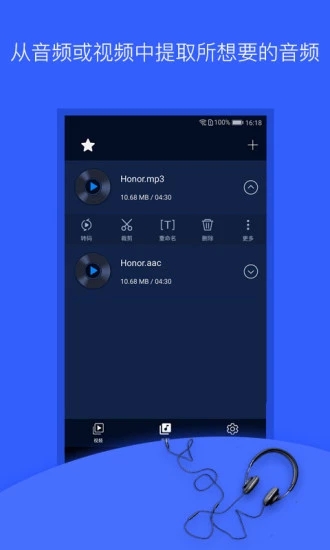 从音频或视频中提取所想要的音频
100% 16:18
Honor.mp3
10.68 MB / 04:30
转码 裁剪 重命名 删除 更多
Honor.aac
10.68 MB / 04:30
视频